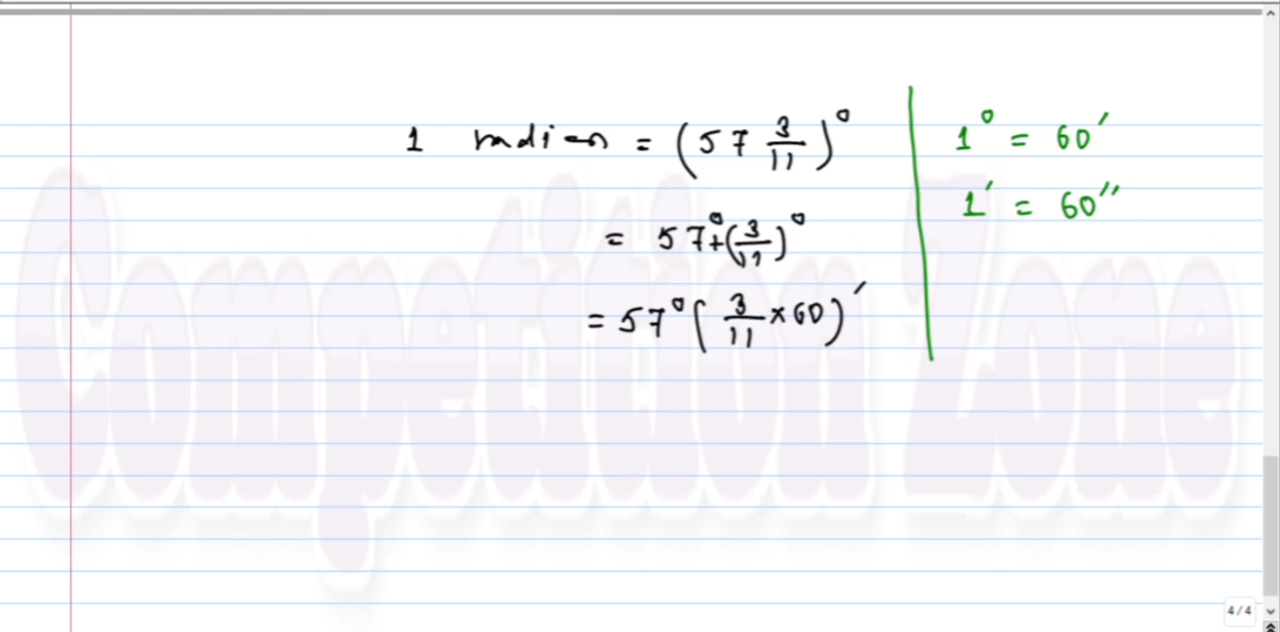 1 radian = (57 3/11)°
= 57°+(3/11)°
= 57°(3/11 × 60)′
1° = 60′
1′ = 60″
Competition Zone
4/4